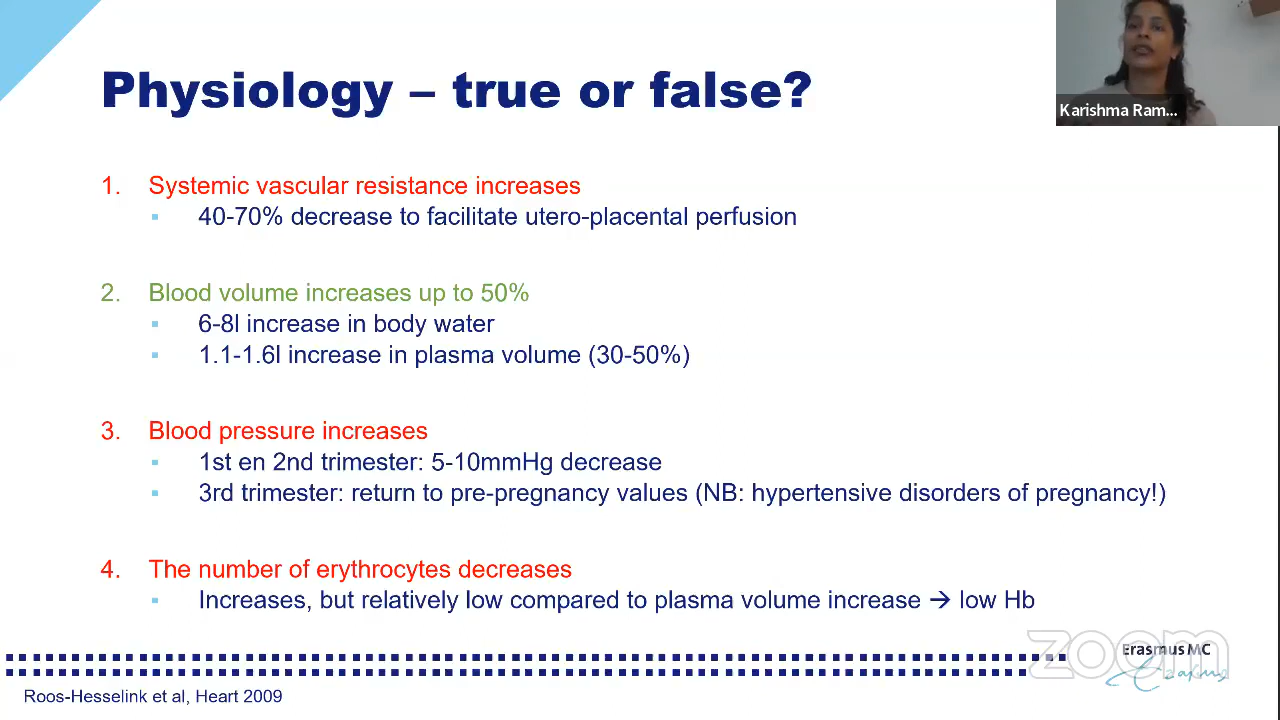 Physiology – true or false?
Karishma Ram...
1. Systemic vascular resistance increases
▪ 40-70% decrease to facilitate utero-placental perfusion
2. Blood volume increases up to 50%
▪ 6-8l increase in body water
▪ 1.1-1.6l increase in plasma volume (30-50%)
3. Blood pressure increases
▪ 1st en 2nd trimester: 5-10mmHg decrease
▪ 3rd trimester: return to pre-pregnancy values (NB: hypertensive disorders of pregnancy!)
4. The number of erythrocytes decreases
▪ Increases, but relatively low compared to plasma volume increase → low Hb
zoom
Erasmus MC
Erasmus
Roos-Hesselink et al, Heart 2009